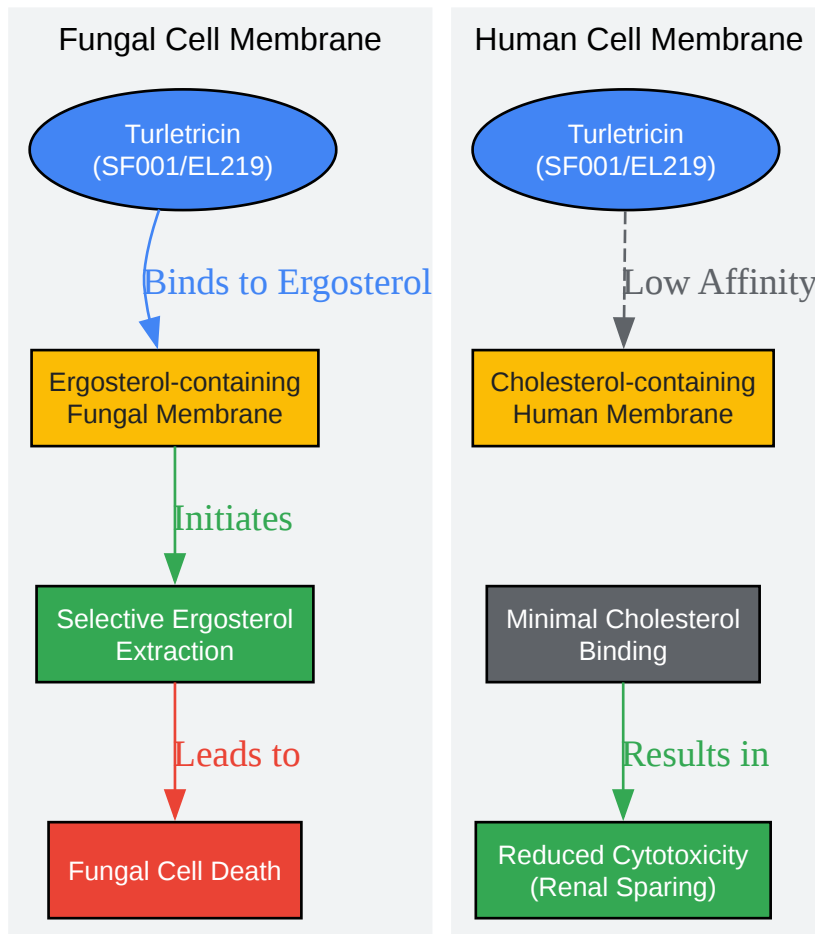 Fungal Cell Membrane
Turletricin
(SF001/EL219)
Binds to Ergosterol
Ergosterol-containing
Fungal Membrane
Initiates
Selective Ergosterol
Extraction
Leads to
Fungal Cell Death
Human Cell Membrane
Turletricin
(SF001/EL219)
Low Affinity
Cholesterol-containing
Human Membrane
Minimal Cholesterol
Binding
Results in
Reduced Cytotoxicity
(Renal Sparing)